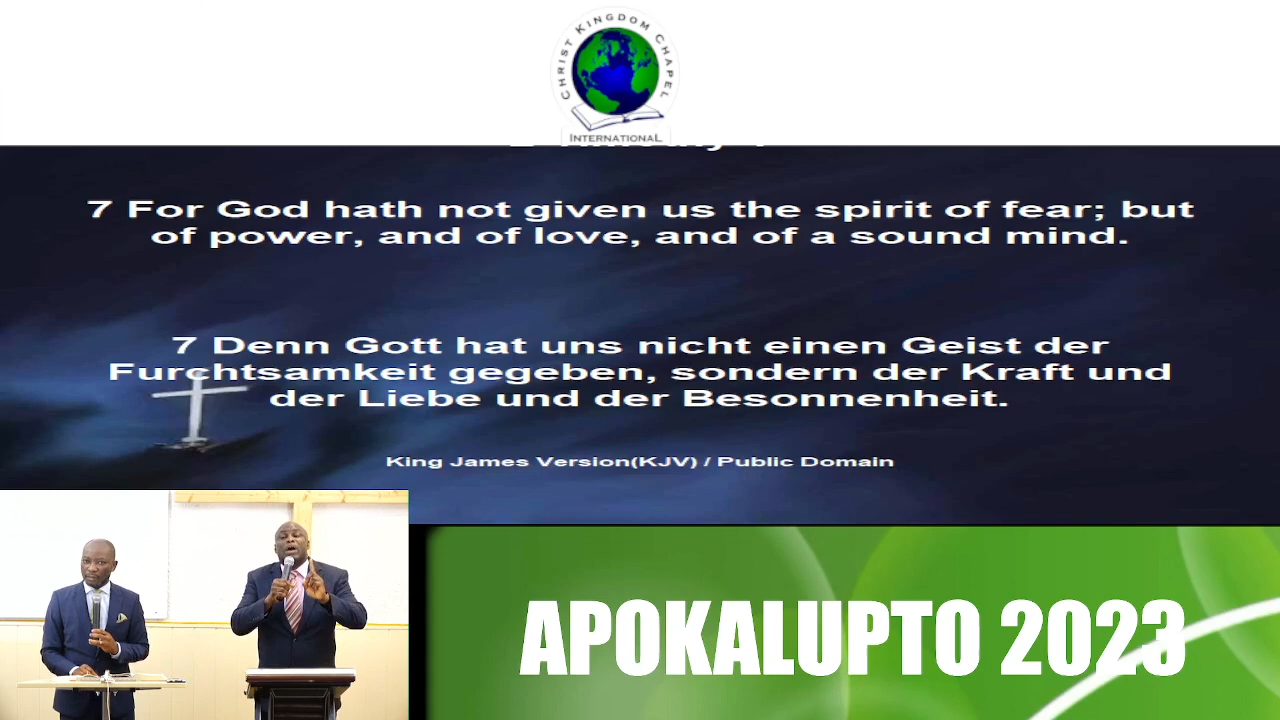 CHRIST KINGDOM CHAPEL
INTERNATIONAL
7 For God hath not given us the spirit of fear; but
of power, and of love, and of a sound mind.
7 Denn Gott hat uns nicht einen Geist der
Furchtsamkeit gegeben, sondern der Kraft und
der Liebe und der Besonnenheit.
King James Version(KJV) / Public Domain
APOKALUPTO 2023